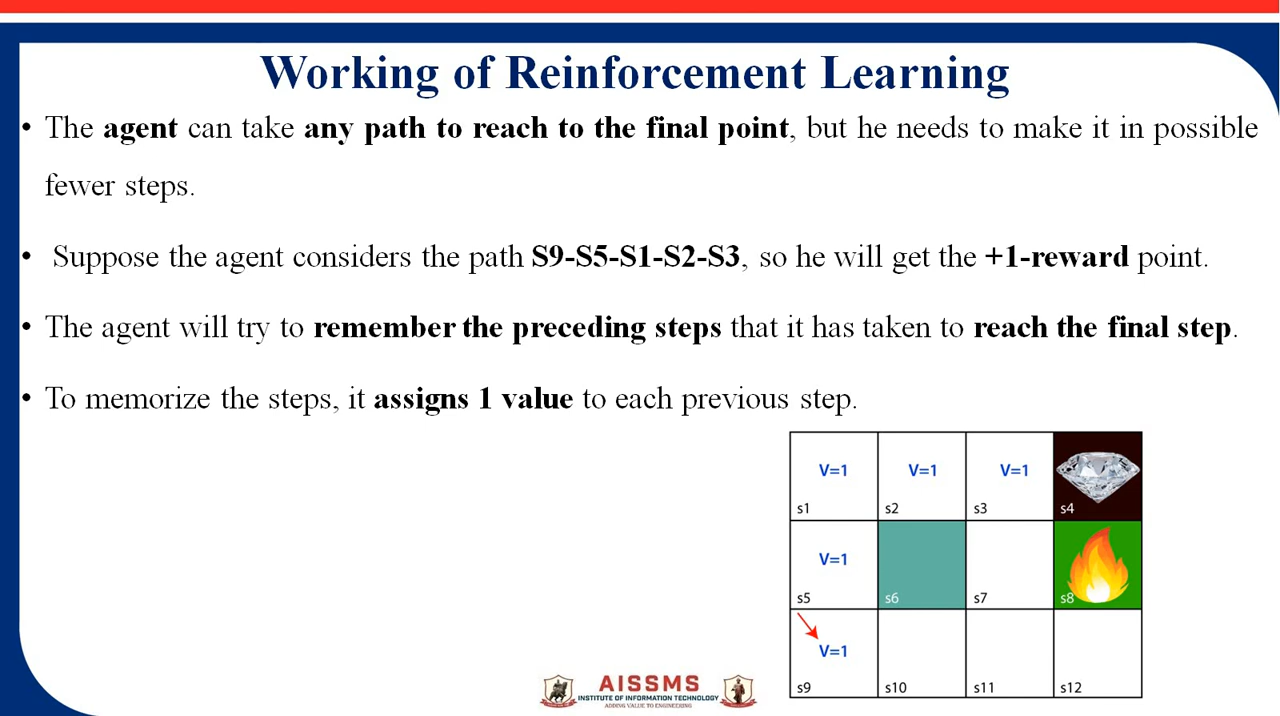 Working of Reinforcement Learning
• The agent can take any path to reach to the final point, but he needs to make it in possible
fewer steps.
• Suppose the agent considers the path S9-S5-S1-S2-S3, so he will get the +1-reward point.
• The agent will try to remember the preceding steps that it has taken to reach the final step.
• To memorize the steps, it assigns 1 value to each previous step.
V=1 V=1 V=1
s1 s2 s3 s4
V=1
s5 s6 s7 s8
V=1
s9 s10 s11 s12
AISSMS
INSTITUTE OF INFORMATION TECHNOLOGY
ADDING VALUE TO ENGINEERING